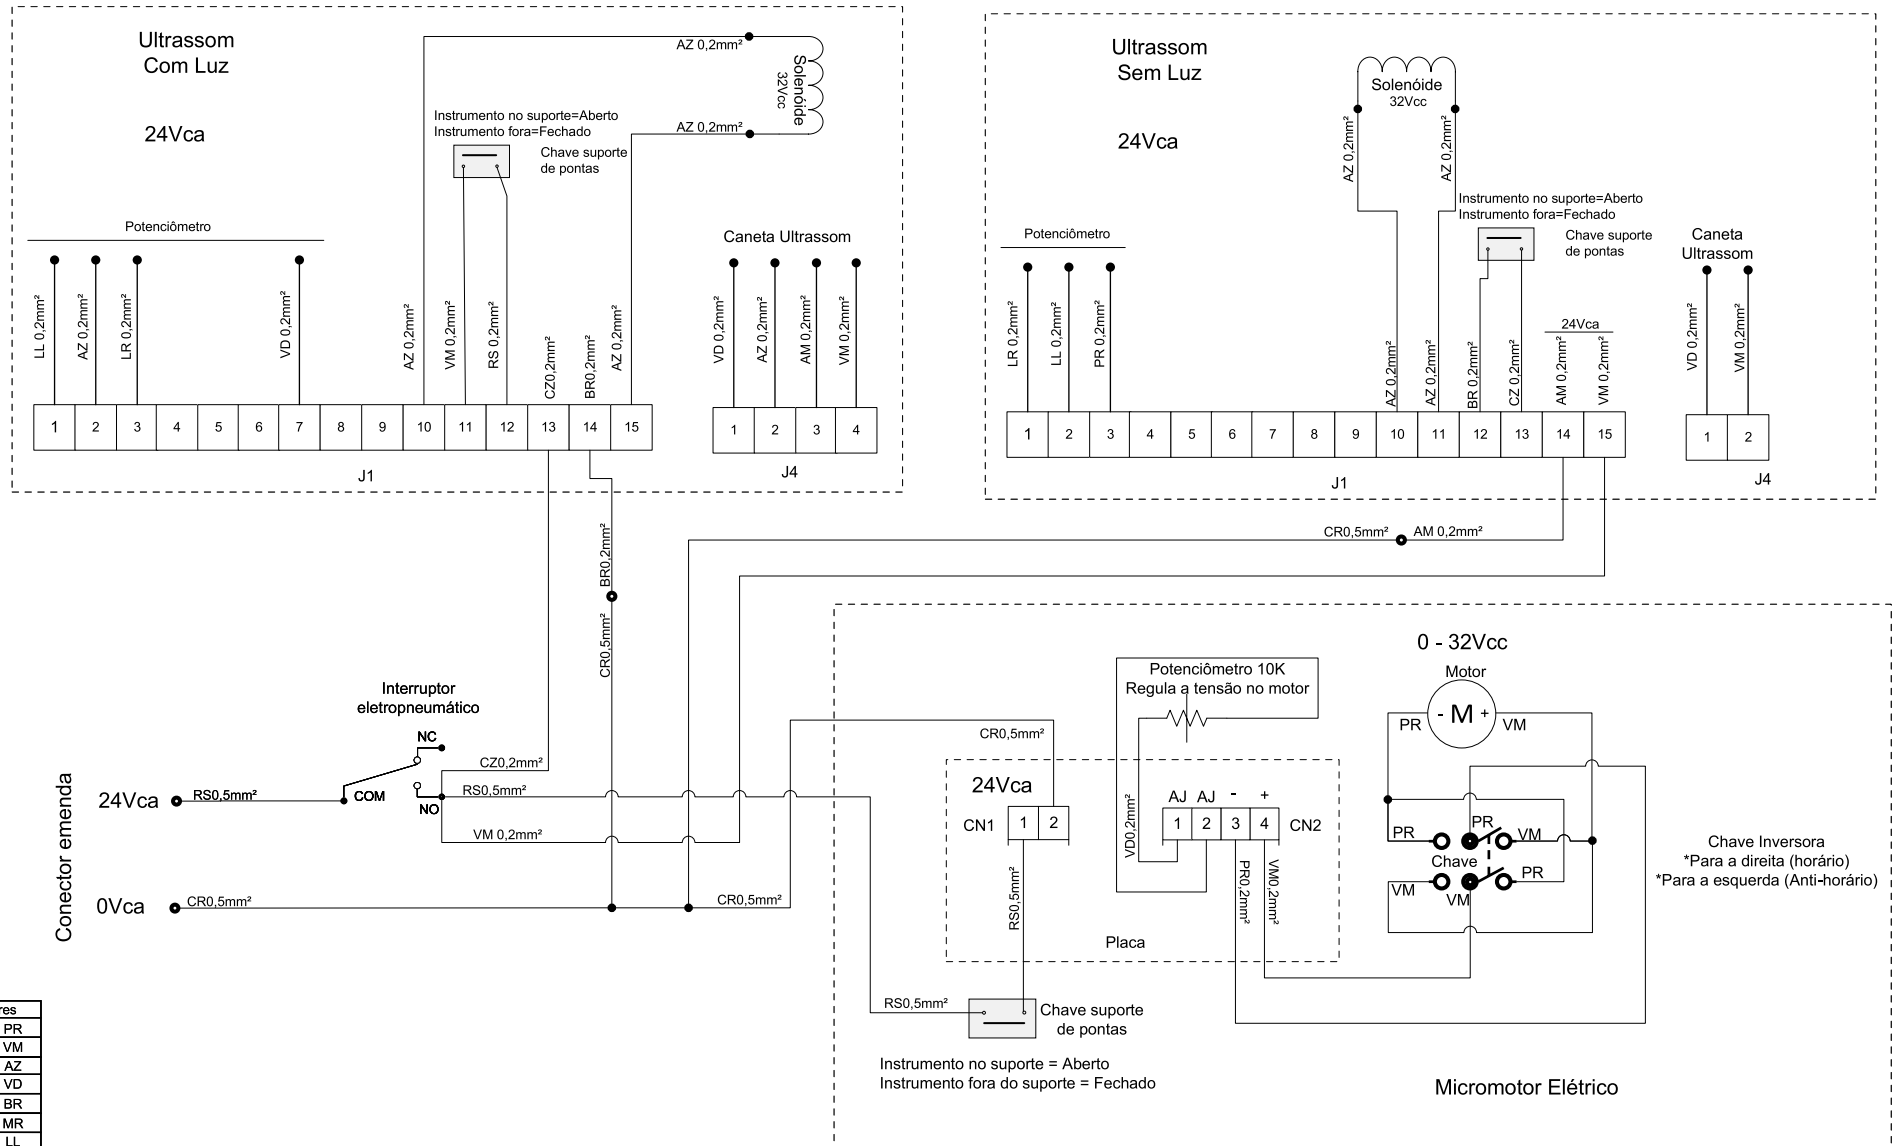 Ultrassom
Com Luz
24Vca
AZ 0,2mm²
Solenóide
32Vcc
AZ 0,2mm²
Instrumento no suporte=Aberto
Instrumento fora=Fechado
Chave suporte
de pontas
Potenciômetro
LL 0,2mm²
AZ 0,2mm²
LR 0,2mm²
VD 0,2mm²
AZ 0,2mm²
VM 0,2mm²
RS 0,2mm²
CZ0,2mm²
BR0,2mm²
AZ 0,2mm²
1 2 3 4 5 6 7 8 9 10 11 12 13 14 15
J1
Caneta Ultrassom
VD 0,2mm²
AZ 0,2mm²
AM 0,2mm²
VM 0,2mm²
1 2 3 4
J4
Ultrassom
Sem Luz
24Vca
Solenóide
32Vcc
AZ 0,2mm²
AZ 0,2mm²
Instrumento no suporte=Aberto
Instrumento fora=Fechado
Chave suporte
de pontas
Potenciômetro
LR 0,2mm²
LL 0,2mm²
PR 0,2mm²
AZ 0,2mm²
AZ 0,2mm²
BR 0,2mm²
CZ 0,2mm²
24Vca
AM 0,2mm²
VM 0,2mm²
1 2 3 4 5 6 7 8 9 10 11 12 13 14 15
J1
Caneta
Ultrassom
VD 0,2mm²
VM 0,2mm²
1 2
J4
CR0,5mm² AM 0,2mm²
BR0,2mm²
CR0,5mm²
Interruptor
eletropneumático
NC
COM
NO
CZ0,2mm²
RS0,5mm²
VM 0,2mm²
Conector emenda
24Vca RS0,5mm²
0Vca CR0,5mm²
CR0,5mm²
CR0,5mm²
24Vca
CN1 1 2
RS0,5mm²
Potenciômetro 10K
Regula a tensão no motor
VD0,2mm²
AJ AJ - +
1 2 3 4 CN2
PR0,2mm²
VM0,2mm²
Placa
RS0,5mm²
Chave suporte
de pontas
Instrumento no suporte = Aberto
Instrumento fora do suporte = Fechado
0 - 32Vcc
Motor
PR - M + VM
PR PR VM
Chave
VM VM PR
Chave Inversora
*Para a direita (horário)
*Para a esquerda (Anti-horário)
Micromotor Elétrico
res
PR
VM
AZ
VD
BR
MR
LL